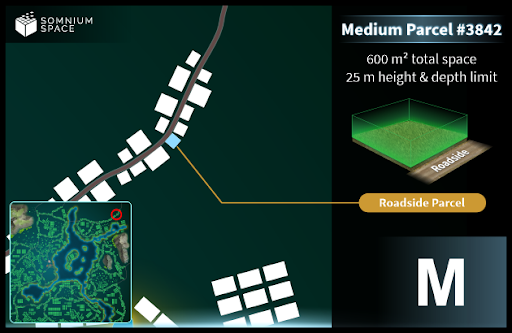 SOMNIUM
SPACE
Medium Parcel #3842
600 m² total space
25 m height & depth limit
Roadside
Roadside Parcel
M